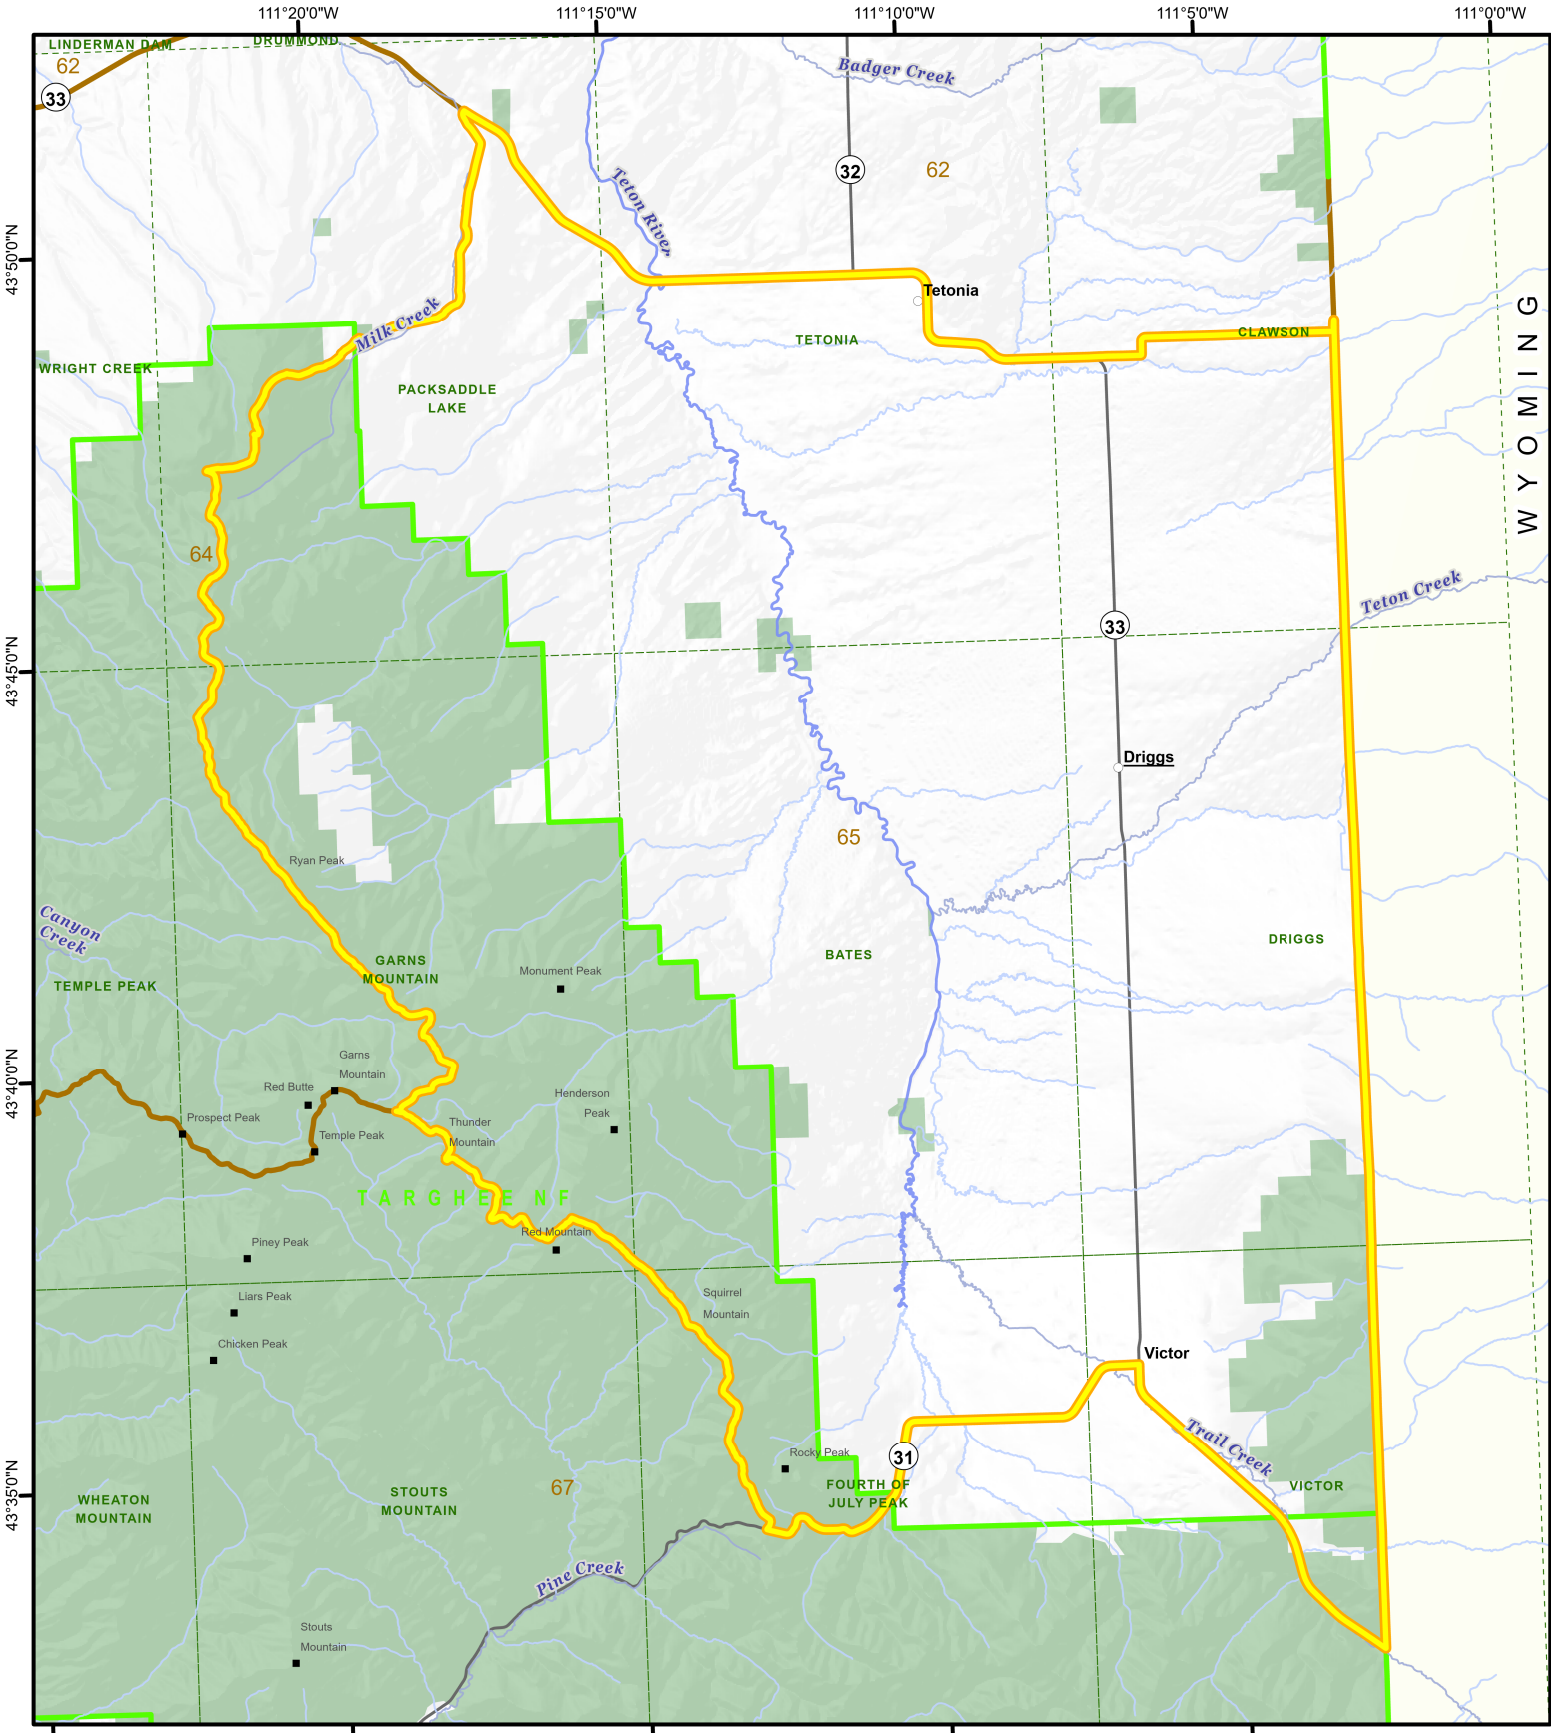 111°20'0"W
111°15'0"W
111°10'0"W
111°5'0"W
111°0'0"W
LINDERMAN DAM
DRUMMOND
62
33
Badger Creek
32
62
Teton River
43°50'0"N
Tetonia
WYOMING
Milk Creek
CLAWSON
TETONIA
WRIGHT CREEK
PACKSADDLE
LAKE
64
Teton Creek
33
43°45'0"N
Driggs
65
Ryan Peak
Canyon
Creek
DRIGGS
BATES
GARNS
MOUNTAIN
Monument Peak
TEMPLE PEAK
43°40'0"N
Garns
Mountain
Red Butte
Henderson
Peak
Prospect Peak
Thunder
Mountain
Temple Peak
TARGHEE NF
Red Mountain
Piney Peak
Liars Peak
Squirrel
Mountain
Chicken Peak
Victor
Trail Creek
Rocky Peak
31
43°35'0"N
67
FOURTH OF
JULY PEAK
VICTOR
STOUTS
MOUNTAIN
WHEATON
MOUNTAIN
Pine Creek
Stouts
Mountain